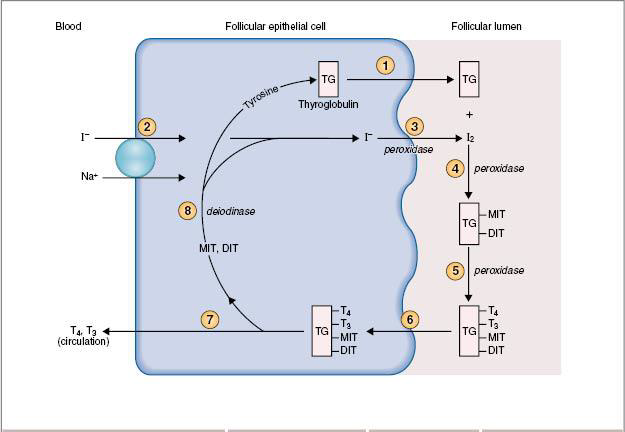 Blood
Follicular epithelial cell
Follicular lumen
1
TG
TG
Tyrosine
Thyroglobulin
+
2
3
I⁻
I⁻
I₂
peroxidase
4
peroxidase
Na⁺
8
deiodinase
TG
MIT
DIT
MIT, DIT
5
peroxidase
7
6
T₄, T₃
(circulation)
TG
T₄
T₃
MIT
DIT
TG
T₄
T₃
MIT
DIT